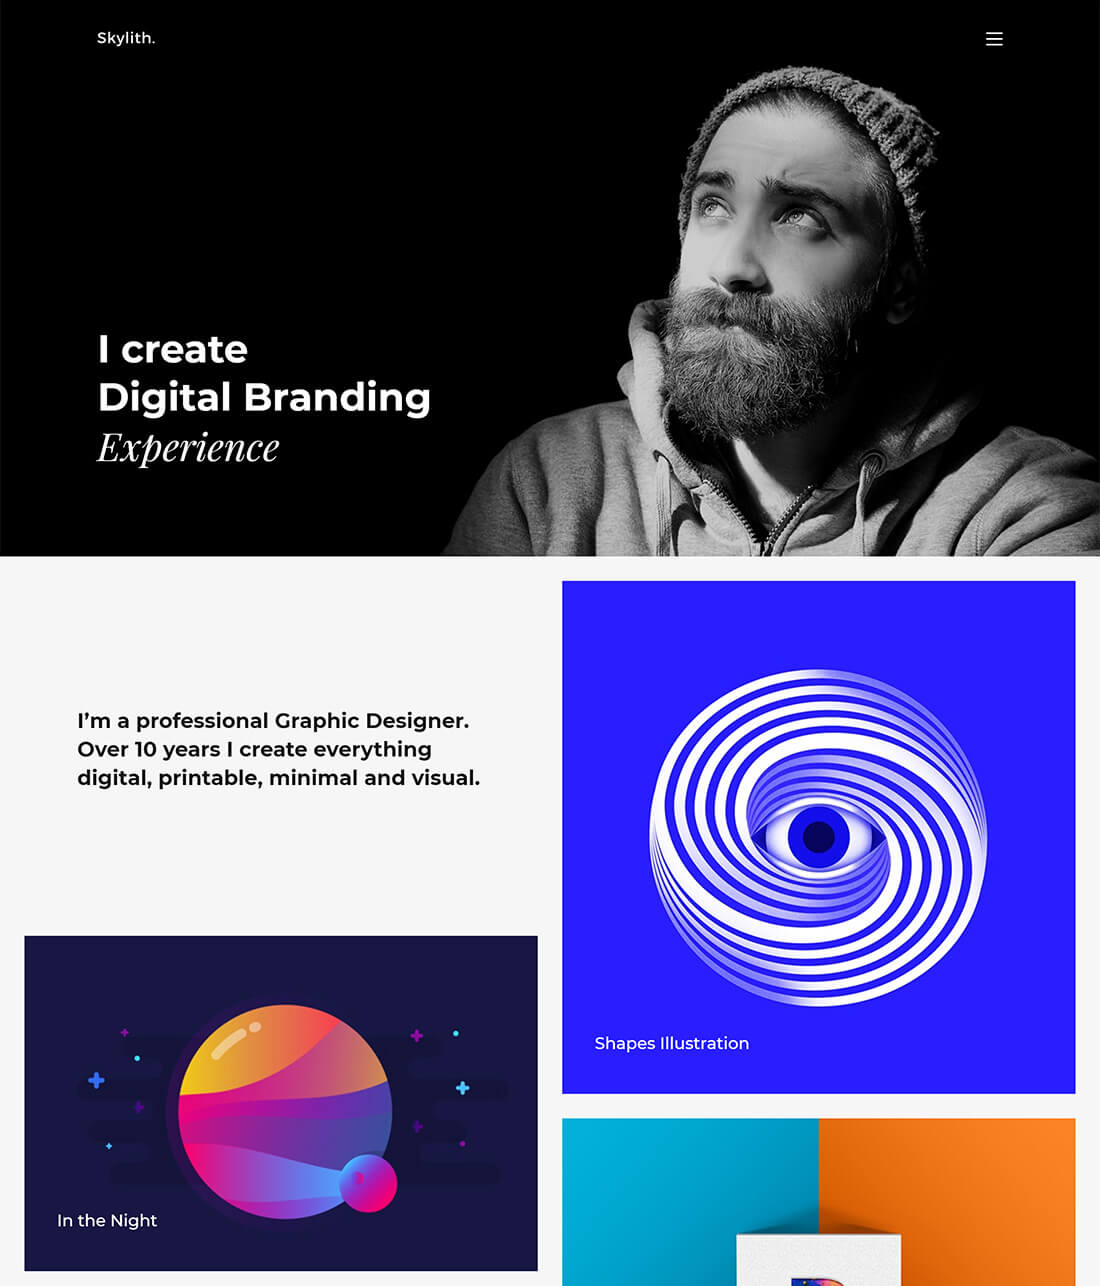 Skylith.
I create
Digital Branding
Experience
I’m a professional Graphic Designer.
Over 10 years I create everything
digital, printable, minimal and visual.
Shapes Illustration
In the Night